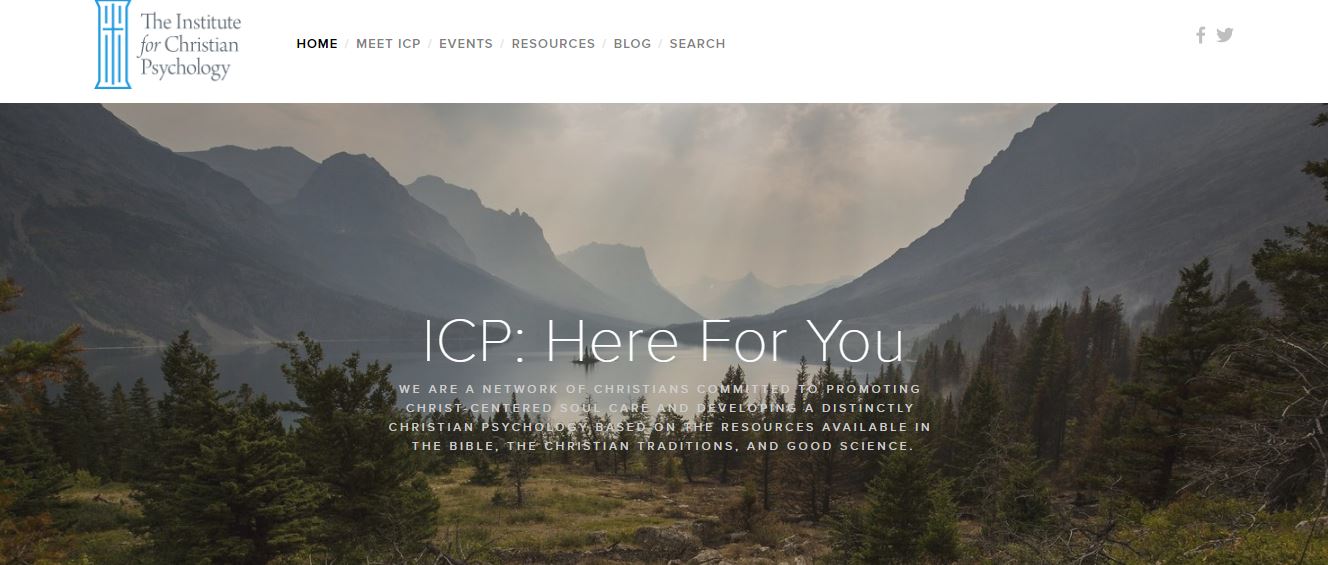 The Institute
for Christian
Psychology
HOME / MEET ICP / EVENTS / RESOURCES / BLOG / SEARCH
ICP: Here For You
WE ARE A NETWORK OF CHRISTIANS COMMITTED TO PROMOTING
CHRIST-CENTERED SOUL CARE AND DEVELOPING A DISTINCTLY
CHRISTIAN PSYCHOLOGY BASED ON THE RESOURCES AVAILABLE IN
THE BIBLE, THE CHRISTIAN TRADITIONS, AND GOOD SCIENCE.